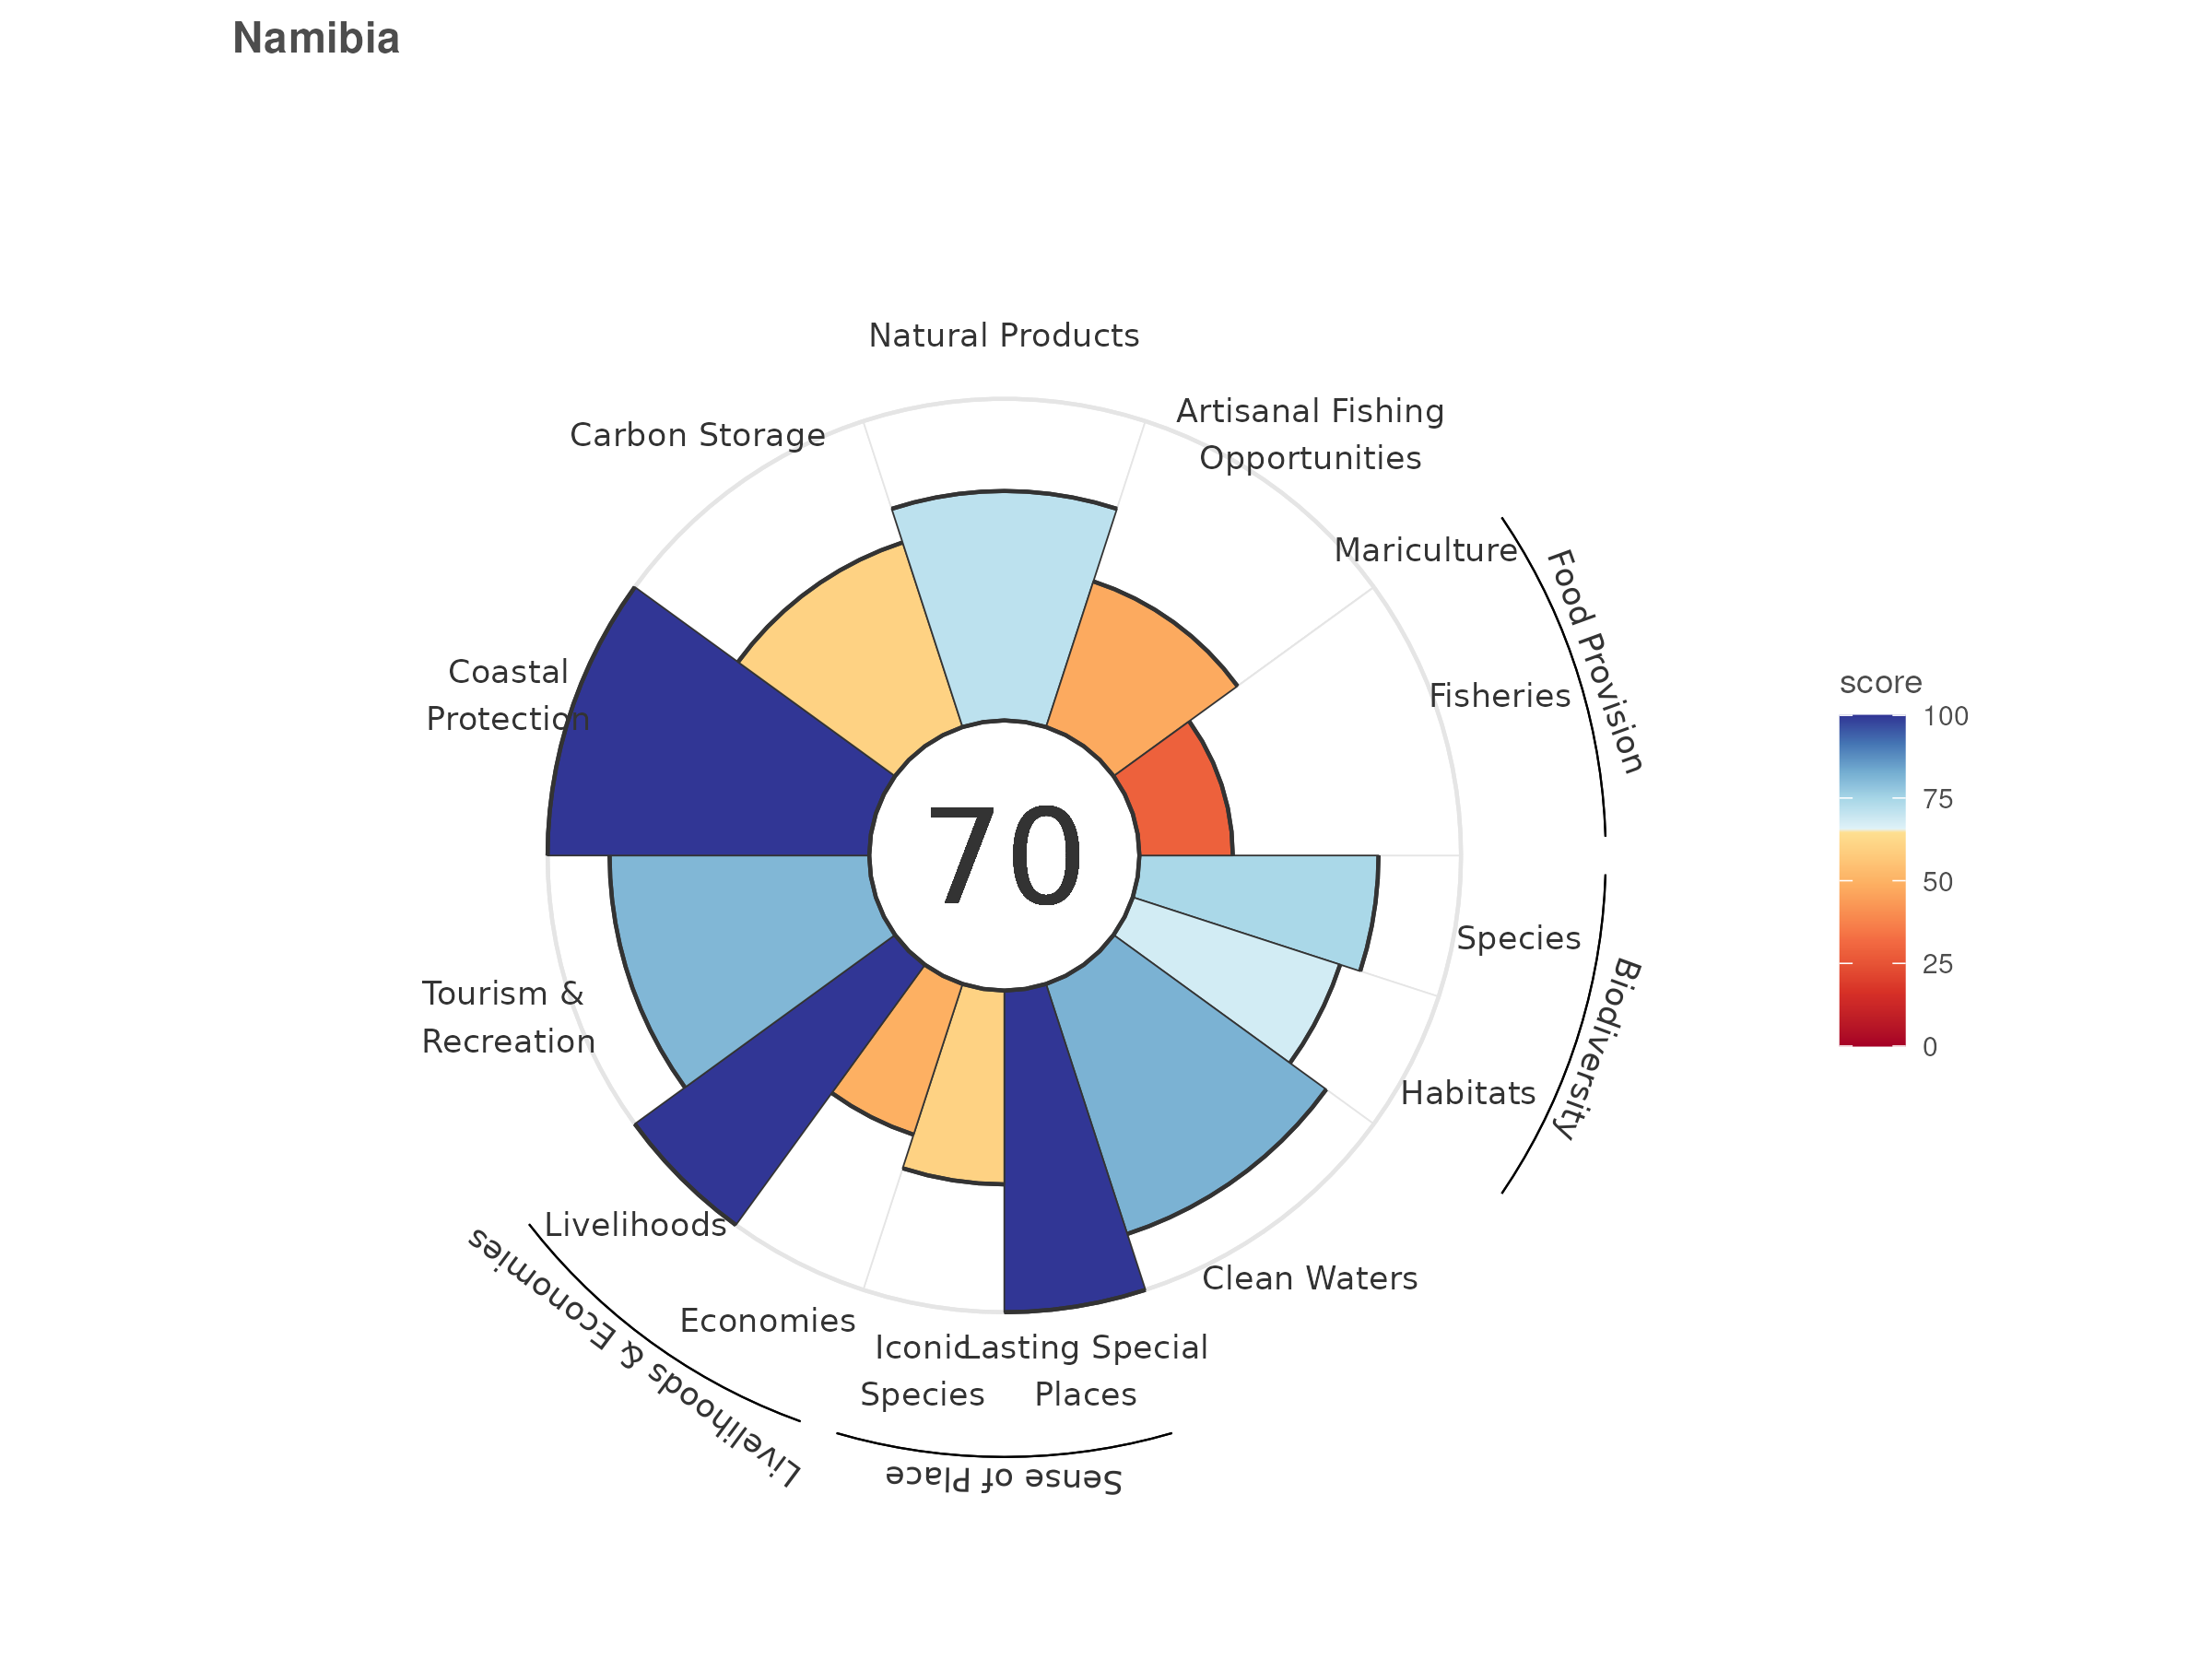 Namibia
Natural Products
Artisanal Fishing
Opportunities
Carbon Storage
Mariculture
Food Provision
Fisheries
Coastal
Protection
score
100
75
50
25
0
70
Species
Biodiversity
Habitats
Tourism &
Recreation
Livelihoods
Livelihoods & Economies
Economies
Clean Waters
Iconic
Species
Lasting Special
Places
Sense of Place